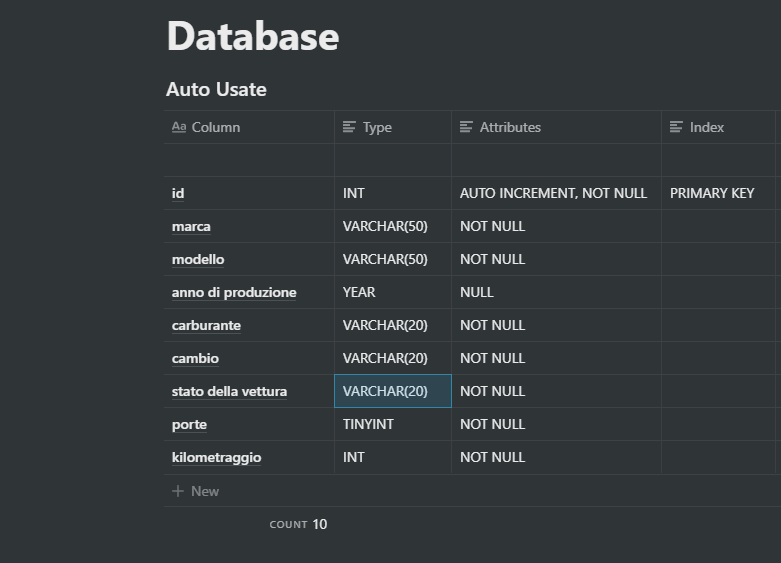 Database
Auto Usate
Aa Column Type Attributes Index
id INT AUTO INCREMENT, NOT NULL PRIMARY KEY
marca VARCHAR(50) NOT NULL
modello VARCHAR(50) NOT NULL
anno di produzione YEAR NULL
carburante VARCHAR(20) NOT NULL
cambio VARCHAR(20) NOT NULL
stato della vettura VARCHAR(20) NOT NULL
porte TINYINT NOT NULL
kilometraggio INT NOT NULL
+ New
COUNT 10